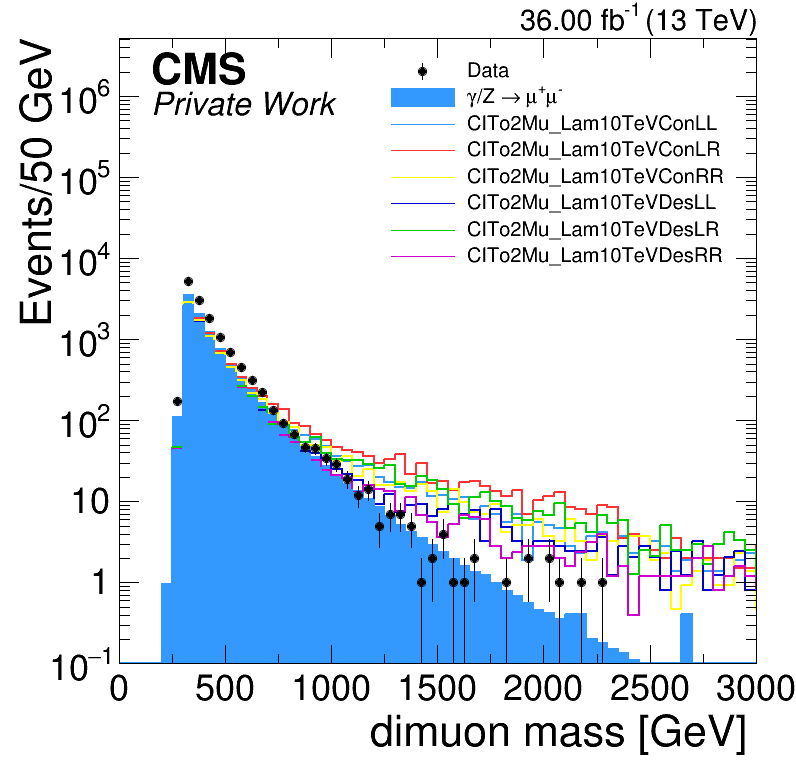 36.00 fb⁻¹ (13 TeV)
CMS
Private Work
Data
γ/Z → μ⁺μ⁻
CITo2Mu_Lam10TeVConLL
CITo2Mu_Lam10TeVConLR
CITo2Mu_Lam10TeVConRR
CITo2Mu_Lam10TeVDesLL
CITo2Mu_Lam10TeVDesLR
CITo2Mu_Lam10TeVDesRR
Events/50 GeV
10⁶
10⁵
10⁴
10³
10²
10
1
10⁻¹
0 500 1000 1500 2000 2500 3000
dimuon mass [GeV]